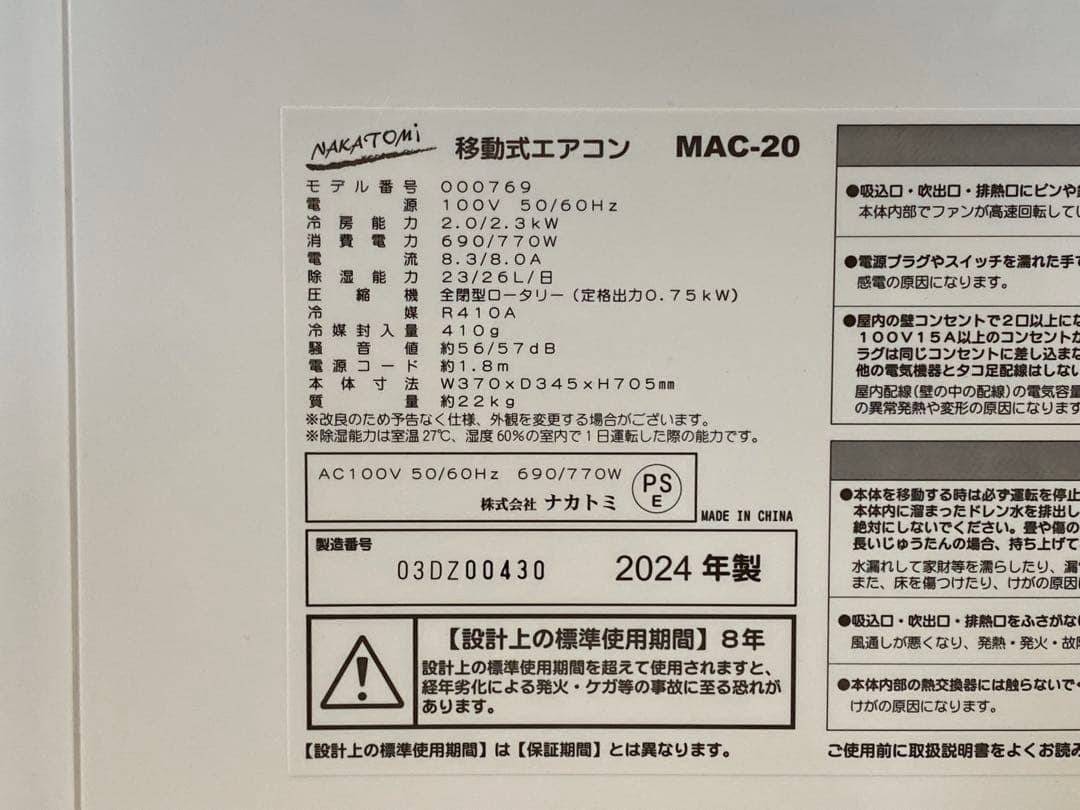 NAKATOMI 移動式エアコン MAC-20
モデル番号 000769
電源 100V 50/60Hz
冷房能力 2.0/2.3kW
消費電力 690/770W
電流 8.3/8.0A
除湿能力 23/26L/日
圧縮機 全閉型ロータリー（定格出力0.75kW）
冷媒 R410A
冷媒封入量 410g
騒音値 約56/57dB
電源コード 約1.8m
本体寸法 W370×D345×H705mm
質量 約22kg
※改良のため予告なく仕様、外観を変更する場合がございます。
※除湿能力は室温27℃、湿度60%の室内で1日運転した際の能力です。
AC100V 50/60Hz 690/770W
株式会社 ナカトミ
PS
E
MADE IN CHINA
製造番号
03DZ00430 2024年製
【設計上の標準使用期間】8年
設計上の標準使用期間を超えて使用されますと、
経年劣化による発火・ケガ等の事故に至る恐れが
あります。
【設計上の標準使用期間】は【保証期間】とは異なります。
●吸込口・吹出口・排熱口にピンや
本体内部でファンが高速回転してい
●電源プラグやスイッチを濡れた手で
感電の原因になります。
●屋内の壁コンセントで2口以上にな
100V15A以上のコンセントか
ラグは同じコンセントに差し込まな
他の電気機器とタコ足配線はしない
屋内配線（壁の中の配線）の電気容量
の異常発熱や変形の原因になります
●本体を移動する時は必ず運転を停止
本体内に溜まったドレン水を排出し
絶対にしないでください。畳や傷の
長いじゅうたんの場合、持ち上げて
水漏れして家財等を濡らしたり、漏
また、床を傷つけたり、けがの原因
●吸込口・吹出口・排熱口をふさがな
風通しが悪くなり、発熱・発火・故
●本体内部の熱交換器には触らないで
けがの原因になります。
ご使用前に取扱説明書をよくお読み